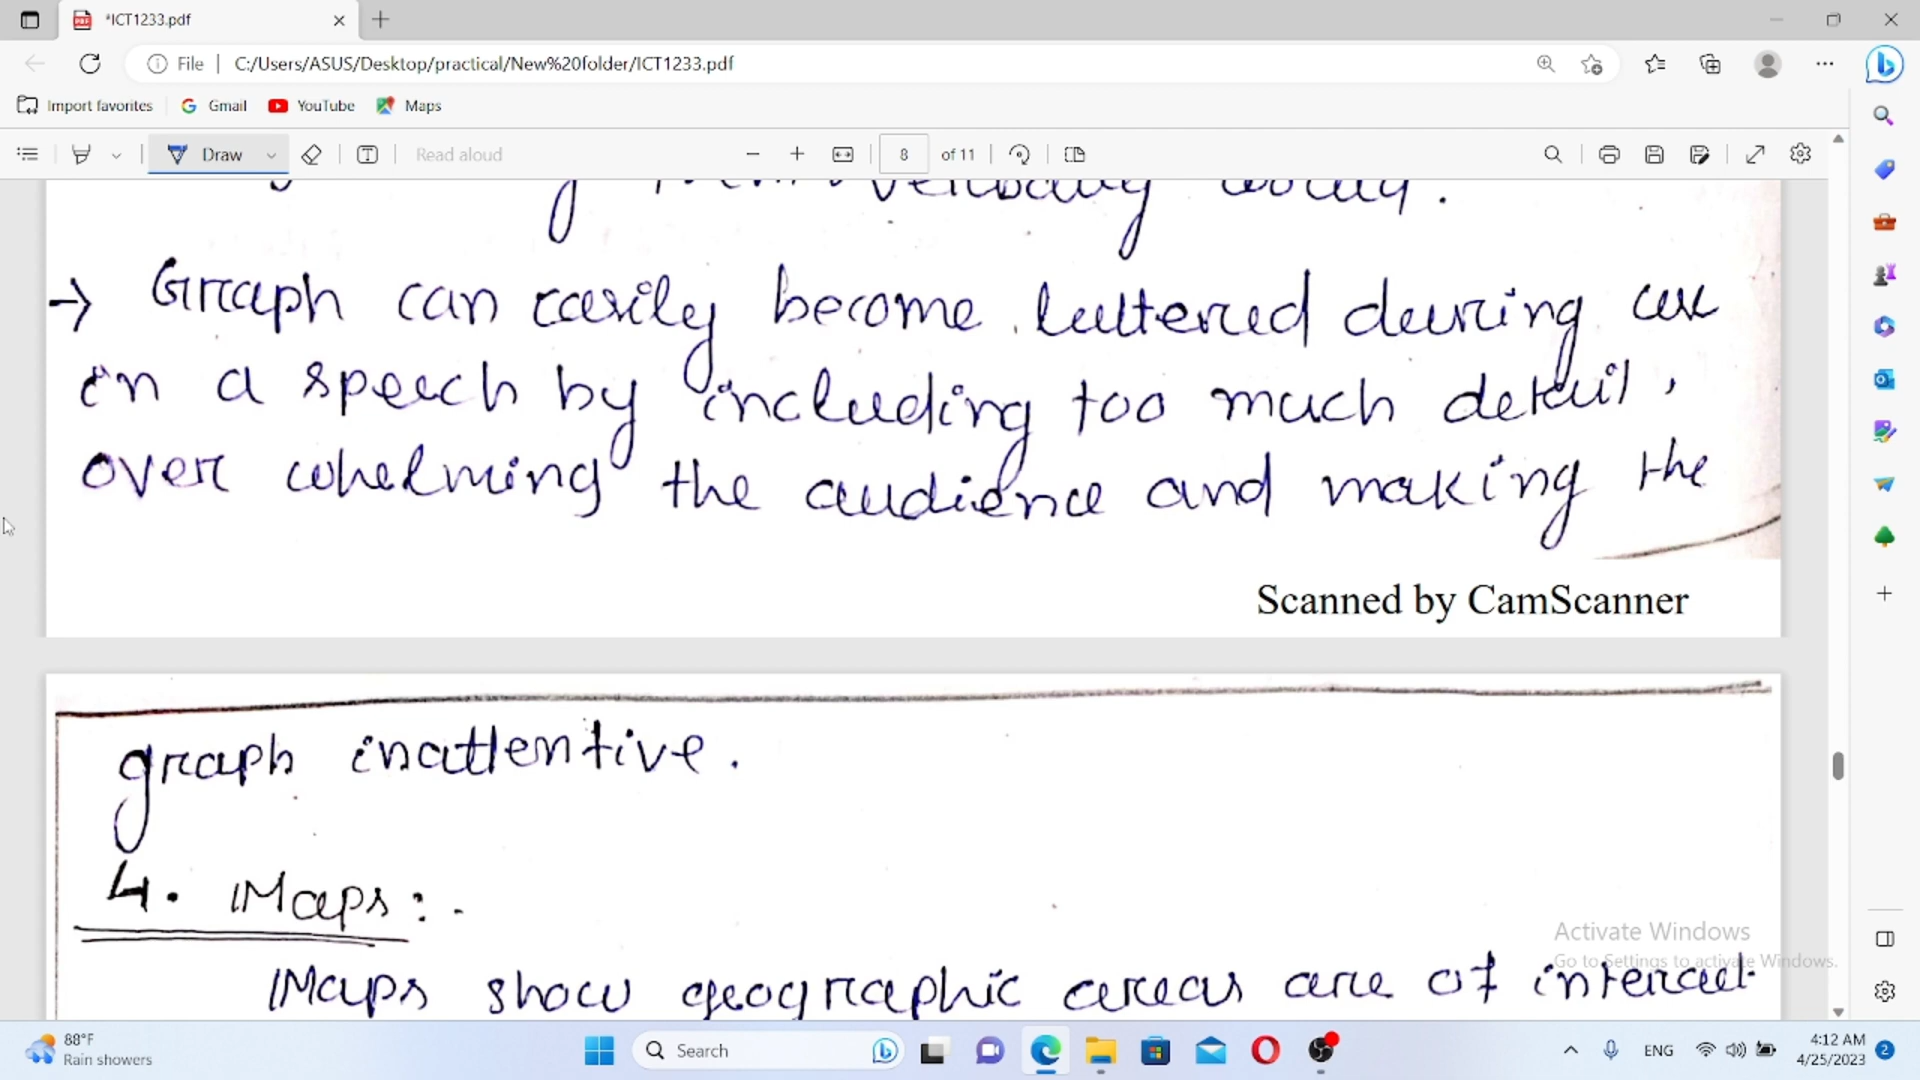 *ICT1233.pdf
File
C:/Users/ASUS/Desktop/practical/New%20folder/ICT1233.pdf
Import favorites Gmail YouTube Maps
Draw Read aloud 8 of 11
verbally
→ Graph can easily become luttered during use
in a speech by including too much detail,
over whelming the audience and making the
Scanned by CamScanner
graph inattentive.
4. Maps:-
Maps show geographic areas are of
Activate Windows
Go to Settings to activate Windows.
88°F
Rain showers
Search
ENG
4:12 AM
4/25/2023
2